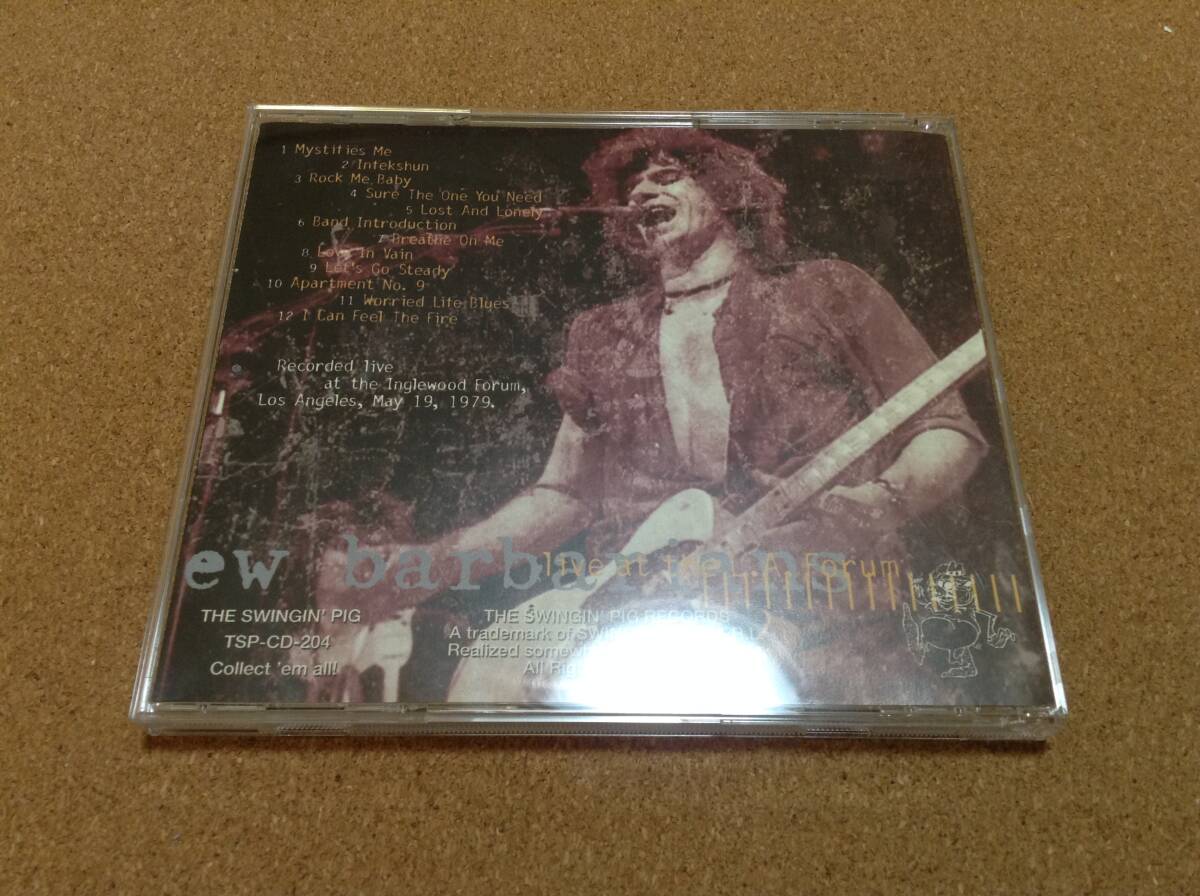 1 Mystifies Me
2 Infekshun
3 Rock Me Baby
4 Sure The One You Need
5 Lost And Lonely
6 Band Introduction
7 Breathe On Me
8 Love In Vain
9 Let's Go Steady
10 Apartment No. 9
11 Worried Life Blues
12 I Can Feel The Fire
Recorded live
at the Inglewood Forum,
Los Angeles, May 19, 1979.
ew barbarians
live at the L.A. Forum
THE SWINGIN' PIG
TSP-CD-204
Collect 'em all!
THE SWINGIN' PIG RECORDS
A trademark of
Realized
All